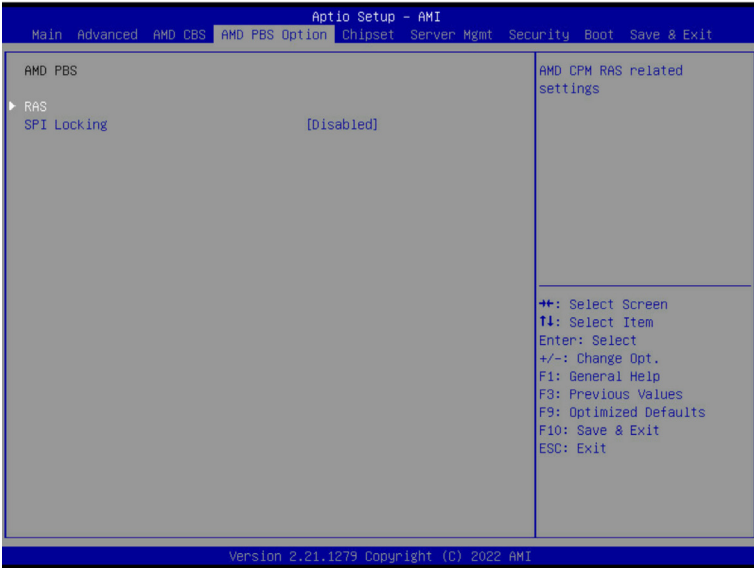 Aptio Setup - AMI
Main Advanced AMD CBS AMD PBS Option Chipset Server Mgmt Security Boot Save & Exit
AMD PBS
RAS
SPI Locking [Disabled]
AMD CPM RAS related
settings
→←: Select Screen
↑↓: Select Item
Enter: Select
+/-: Change Opt.
F1: General Help
F3: Previous Values
F9: Optimized Defaults
F10: Save & Exit
ESC: Exit
Version 2.21.1279 Copyright (C) 2022 AMI